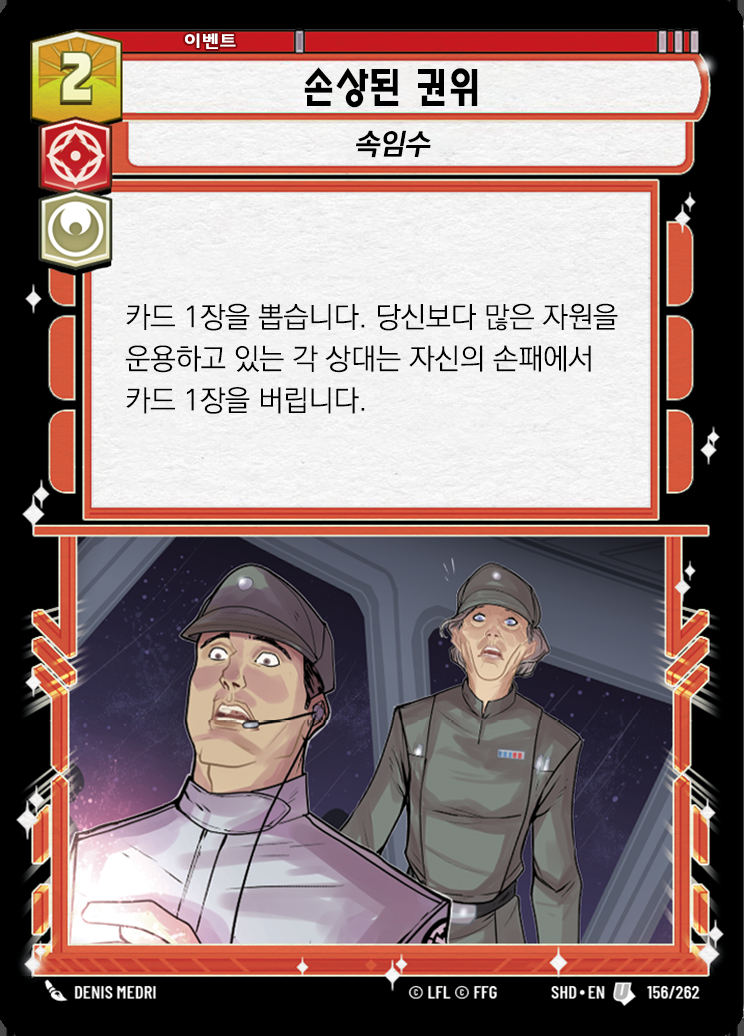 이벤트
2
손상된 권위
속임수
카드 1장을 뽑습니다. 당신보다 많은 자원을
운용하고 있는 각 상대는 자신의 손패에서
카드 1장을 버립니다.
DENIS MEDRI
© LFL © FFG
SHD•EN U 156/262